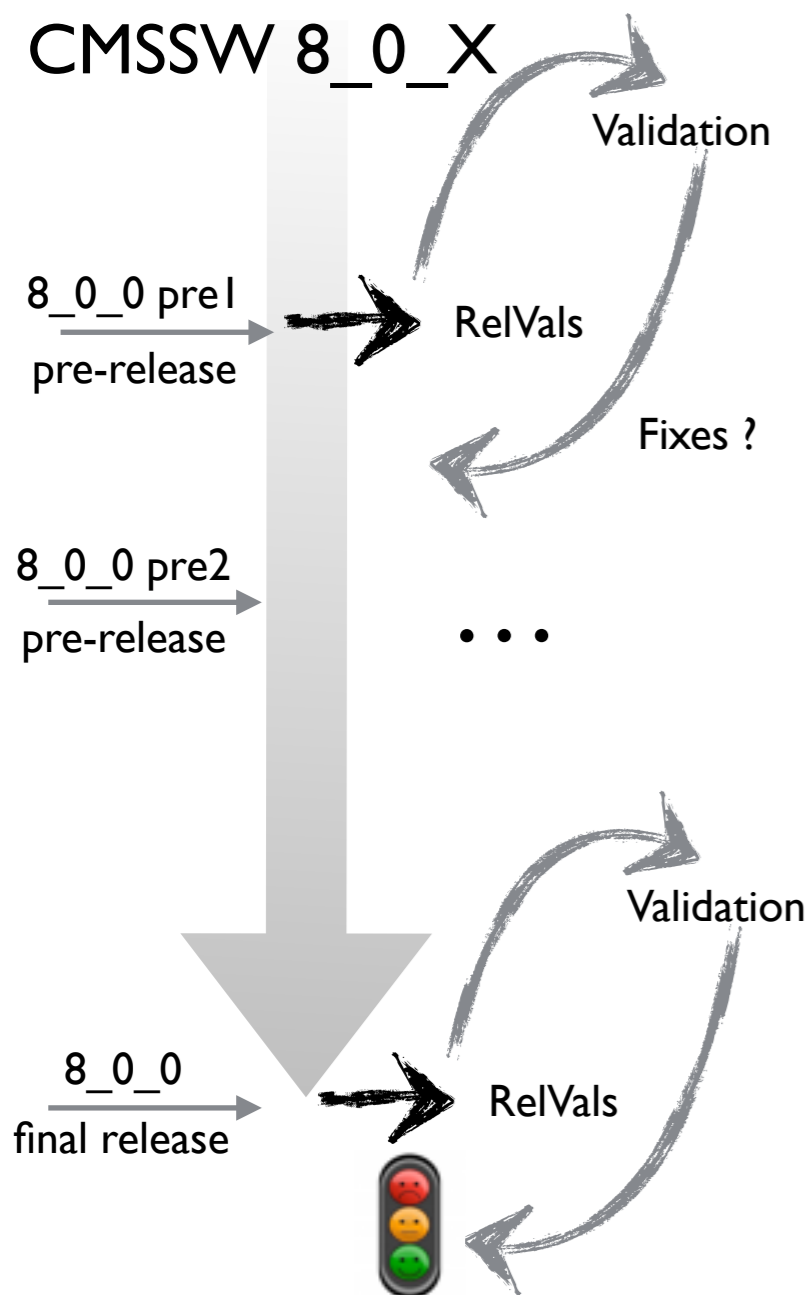 CMSSW 8_0_X
Validation
8_0_0 pre1
pre-release
RelVals
Fixes ?
8_0_0 pre2
pre-release
...
Validation
8_0_0
final release
RelVals